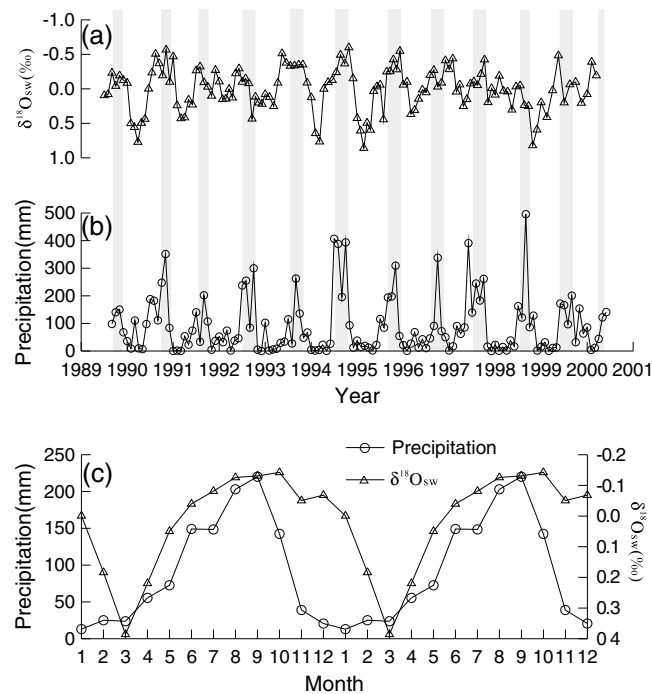 (a)
δ¹⁸Osw(‰)
-1.0
-0.5
0.0
0.5
1.0
(b)
Precipitation(mm)
500
400
300
200
100
0
1989 1990 1991 1992 1993 1994 1995 1996 1997 1998 1999 2000 2001
Year
(c)
Precipitation
δ¹⁸Osw
Precipitation(mm)
250
200
150
100
50
0
-0.2
-0.1
0.0
0.1
0.2
0.3
0.4
δ¹⁸Osw(‰)
1 2 3 4 5 6 7 8 9 10 11 12 1 2 3 4 5 6 7 8 9 10 11 12
Month